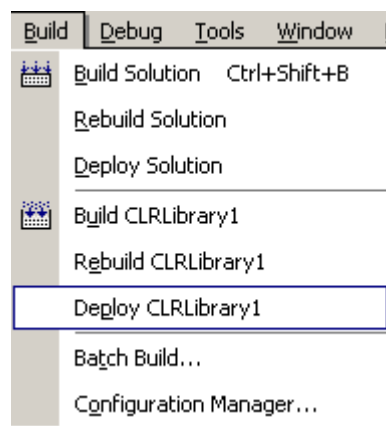 Build Debug Tools Window
Build Solution Ctrl+Shift+B
Rebuild Solution
Deploy Solution
Build CLRLibrary1
Rebuild CLRLibrary1
Deploy CLRLibrary1
Batch Build...
Configuration Manager...